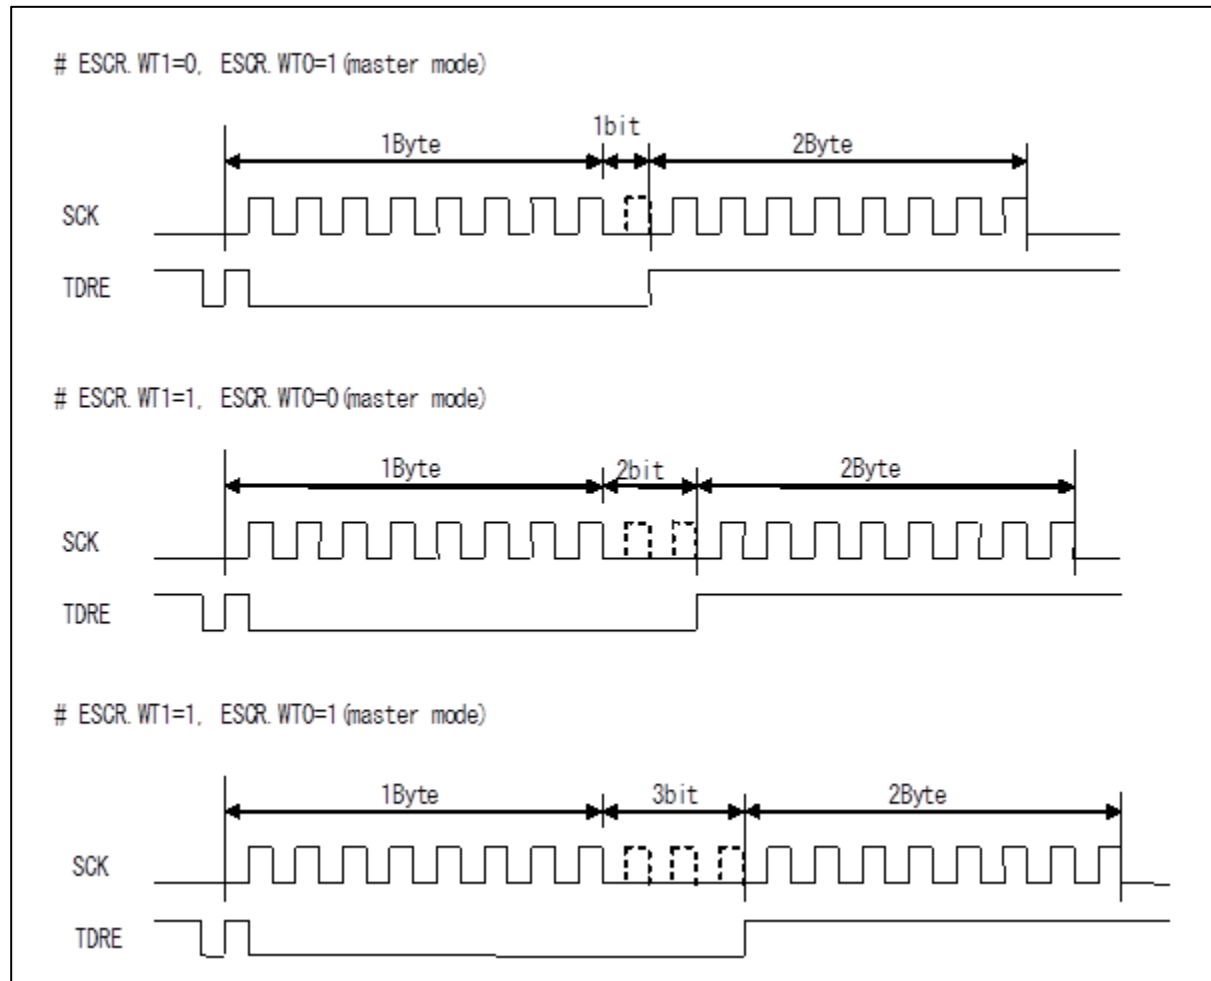 # ESCR.WT1=0, ESCR.WT0=1(master mode)
1Byte 1bit 2Byte
SCK
TDRE
# ESCR.WT1=1, ESCR.WT0=0(master mode)
1Byte 2bit 2Byte
SCK
TDRE
# ESCR.WT1=1, ESCR.WT0=1(master mode)
1Byte 3bit 2Byte
SCK
TDRE